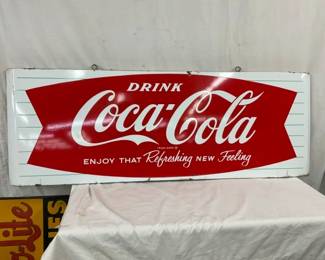 DRINK
Coca-Cola
ENJOY THAT Refreshing NEW Feeling